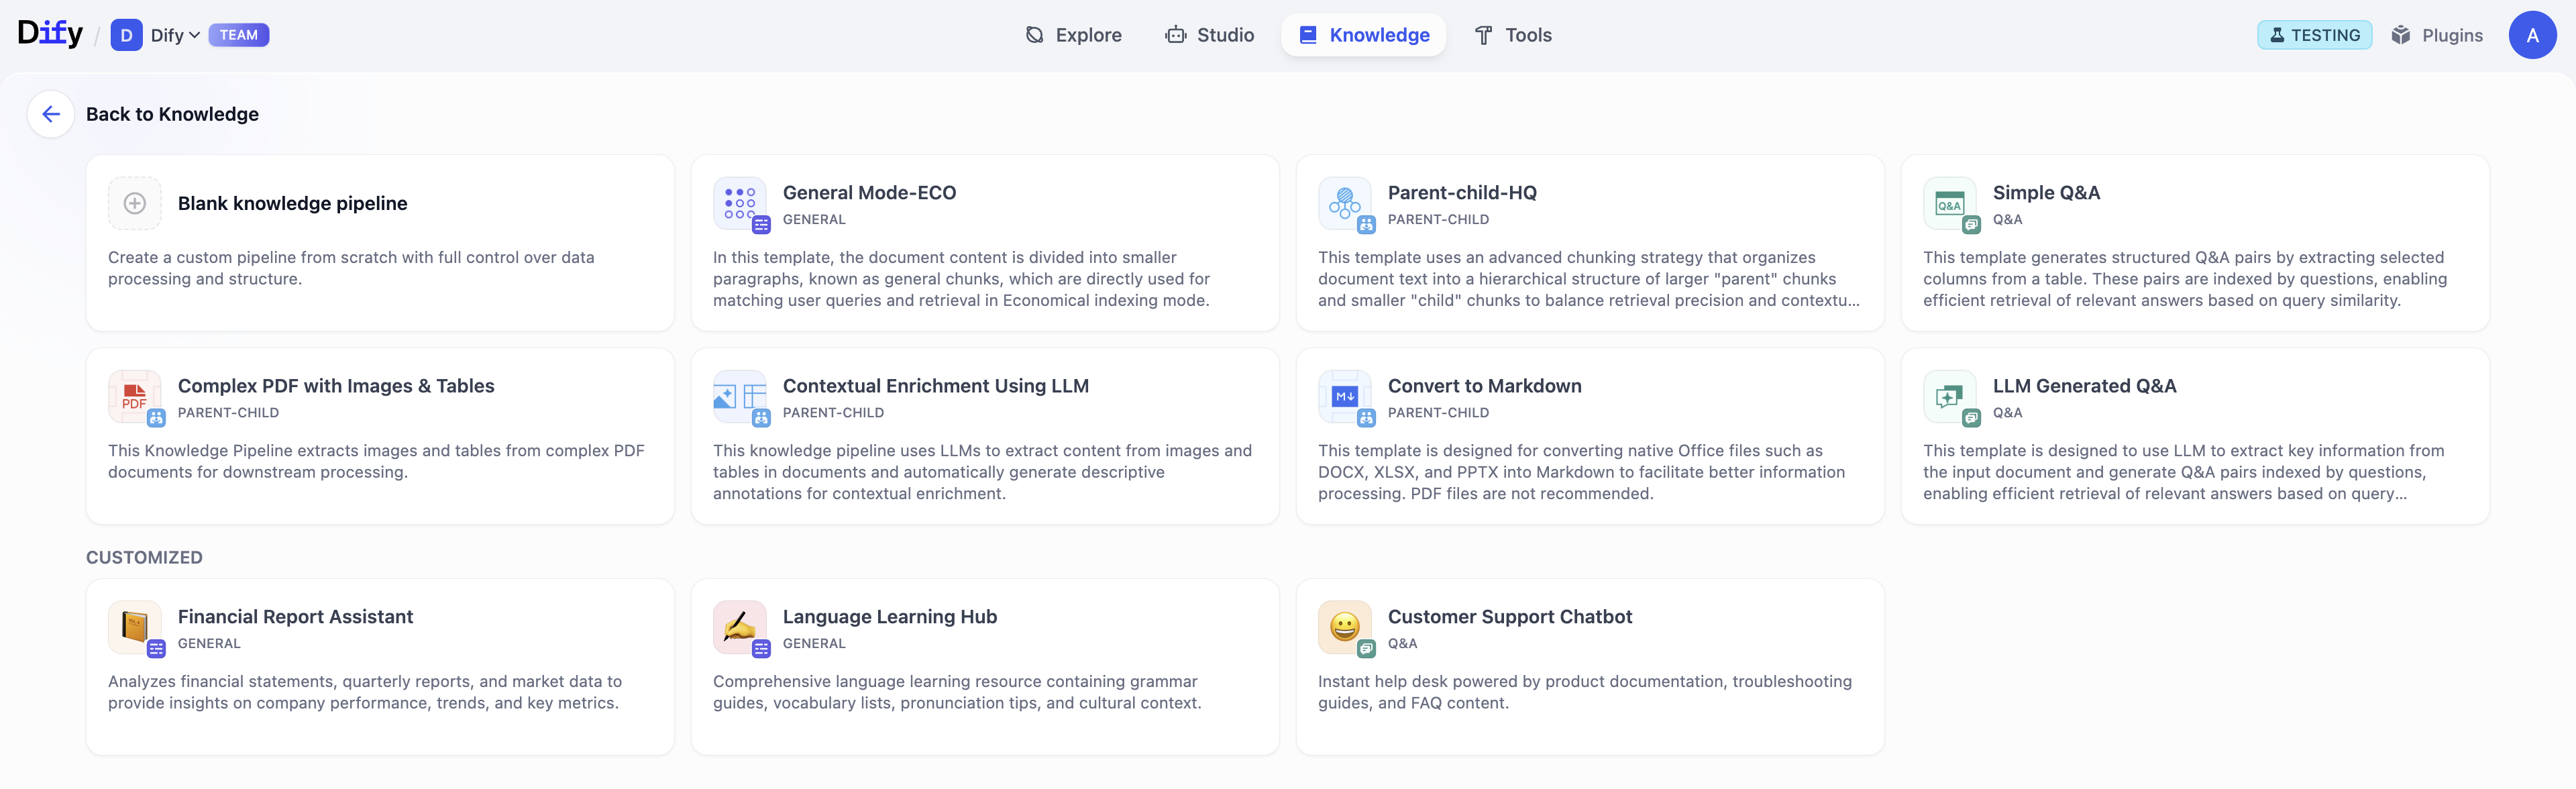 Dify / D Dify TEAM
Explore Studio Knowledge Tools
TESTING Plugins A
Back to Knowledge
Blank knowledge pipeline
Create a custom pipeline from scratch with full control over data
processing and structure.
General Mode-ECO
GENERAL
In this template, the document content is divided into smaller
paragraphs, known as general chunks, which are directly used for
matching user queries and retrieval in Economical indexing mode.
Parent-child-HQ
PARENT-CHILD
This template uses an advanced chunking strategy that organizes
document text into a hierarchical structure of larger "parent" chunks
and smaller "child" chunks to balance retrieval precision and contextu...
Q&A
Simple Q&A
Q&A
This template generates structured Q&A pairs by extracting selected
columns from a table. These pairs are indexed by questions, enabling
efficient retrieval of relevant answers based on query similarity.
PDF
Complex PDF with Images & Tables
PARENT-CHILD
This Knowledge Pipeline extracts images and tables from complex PDF
documents for downstream processing.
Contextual Enrichment Using LLM
PARENT-CHILD
This knowledge pipeline uses LLMs to extract content from images and
tables in documents and automatically generate descriptive
annotations for contextual enrichment.
M↓
Convert to Markdown
PARENT-CHILD
This template is designed for converting native Office files such as
DOCX, XLSX, and PPTX into Markdown to facilitate better information
processing. PDF files are not recommended.
LLM Generated Q&A
Q&A
This template is designed to use LLM to extract key information from
the input document and generate Q&A pairs indexed by questions,
enabling efficient retrieval of relevant answers based on query...
CUSTOMIZED
Financial Report Assistant
GENERAL
Analyzes financial statements, quarterly reports, and market data to
provide insights on company performance, trends, and key metrics.
Language Learning Hub
GENERAL
Comprehensive language learning resource containing grammar
guides, vocabulary lists, pronunciation tips, and cultural context.
Customer Support Chatbot
Q&A
Instant help desk powered by product documentation, troubleshooting
guides, and FAQ content.